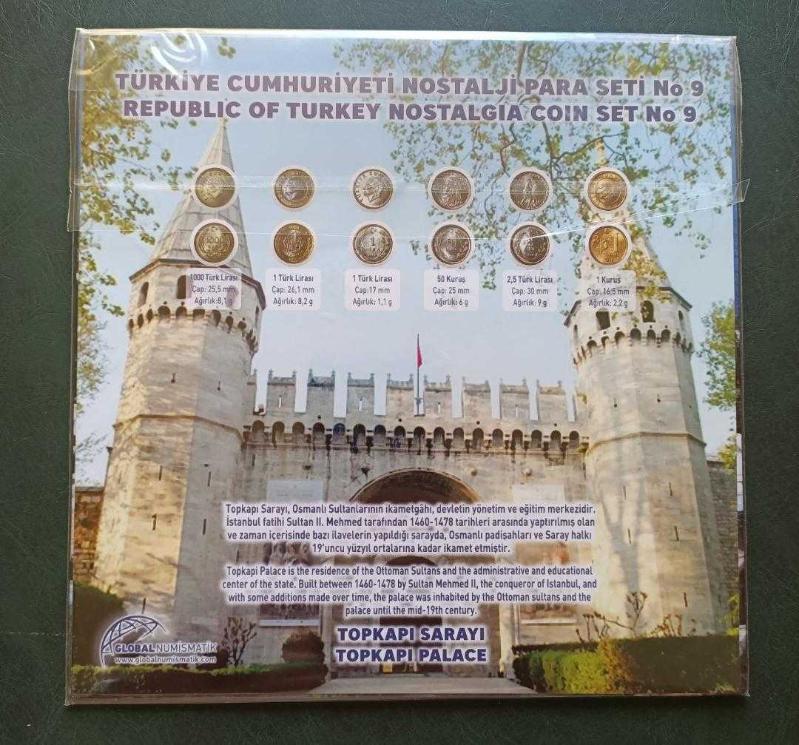 TÜRKİYE CUMHURİYETİ NOSTALJİ PARA SETİ No 9
REPUBLIC OF TURKEY NOSTALGIA COIN SET No 9
1000 Türk Lirası
Çap: 25,5 mm
Ağırlık: 8,1 g
1 Türk Lirası
Çap: 26,1 mm
Ağırlık: 8,2 g
1 Türk Lirası
Çap: 17 mm
Ağırlık: 1,1 g
50 Kuruş
Çap: 25 mm
Ağırlık: 6 g
2,5 Türk Lirası
Çap: 30 mm
Ağırlık: 9 g
1 Kuruş
Çap: 16,5 mm
Ağırlık: 2,2 g
Topkapı Sarayı, Osmanlı Sultanlarının ikametgâhı, devletin yönetim ve eğitim merkezidir.
İstanbul fatihi Sultan II. Mehmed tarafından 1460-1478 tarihleri arasında yaptırılmış olan
ve zaman içerisinde bazı ilavelerin yapıldığı sarayda, Osmanlı padişahları ve Saray halkı
19'uncu yüzyıl ortalarına kadar ikamet etmiştir.
Topkapı Palace is the residence of the Ottoman Sultans and the administrative and educational
center of the state. Built between 1460-1478 by Sultan Mehmed II, the conqueror of Istanbul, and
with some additions made over time, the palace was inhabited by the Ottoman sultans and the
palace until the mid-19th century.
TOPKAPI SARAYI
TOPKAPI PALACE
GLOBAL NUMİSMATİK
www.globalnumismatik.com